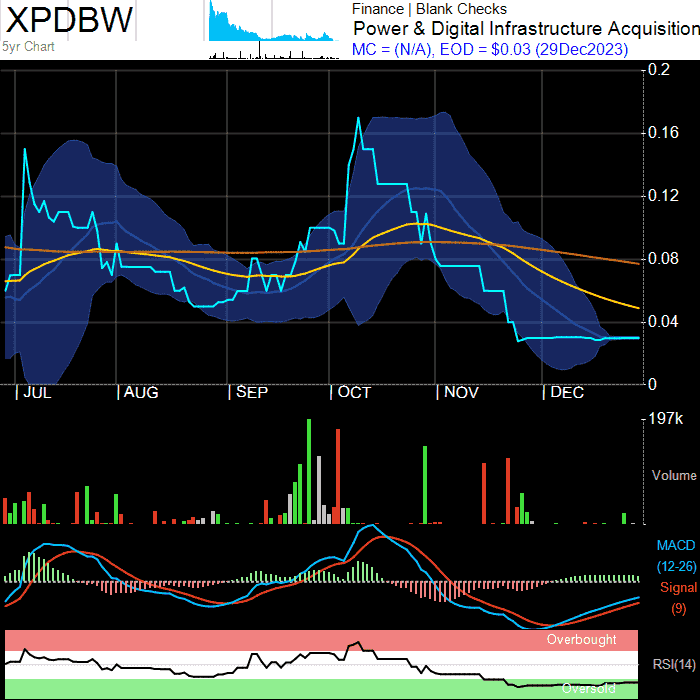 XPDBW
5yr Chart
Finance | Blank Checks
Power & Digital Infrastructure Acquisition
MC = (N/A), EOD = $0.03 (29Dec2023)
0.2
0.16
0.12
0.08
0.04
0
JUL AUG SEP OCT NOV DEC
197k
Volume
MACD
(12-26)
Signal
(9)
Overbought
RSI(14)
Oversold